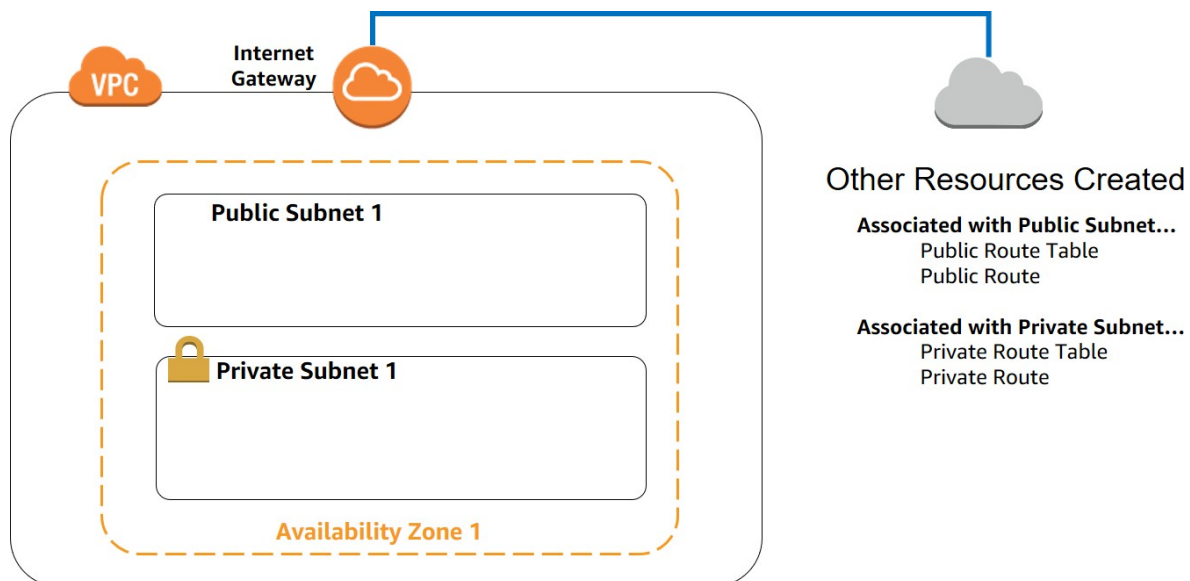 Internet
Gateway
VPC
Public Subnet 1
Private Subnet 1
Availability Zone 1
Other Resources Created
Associated with Public Subnet...
Public Route Table
Public Route
Associated with Private Subnet...
Private Route Table
Private Route